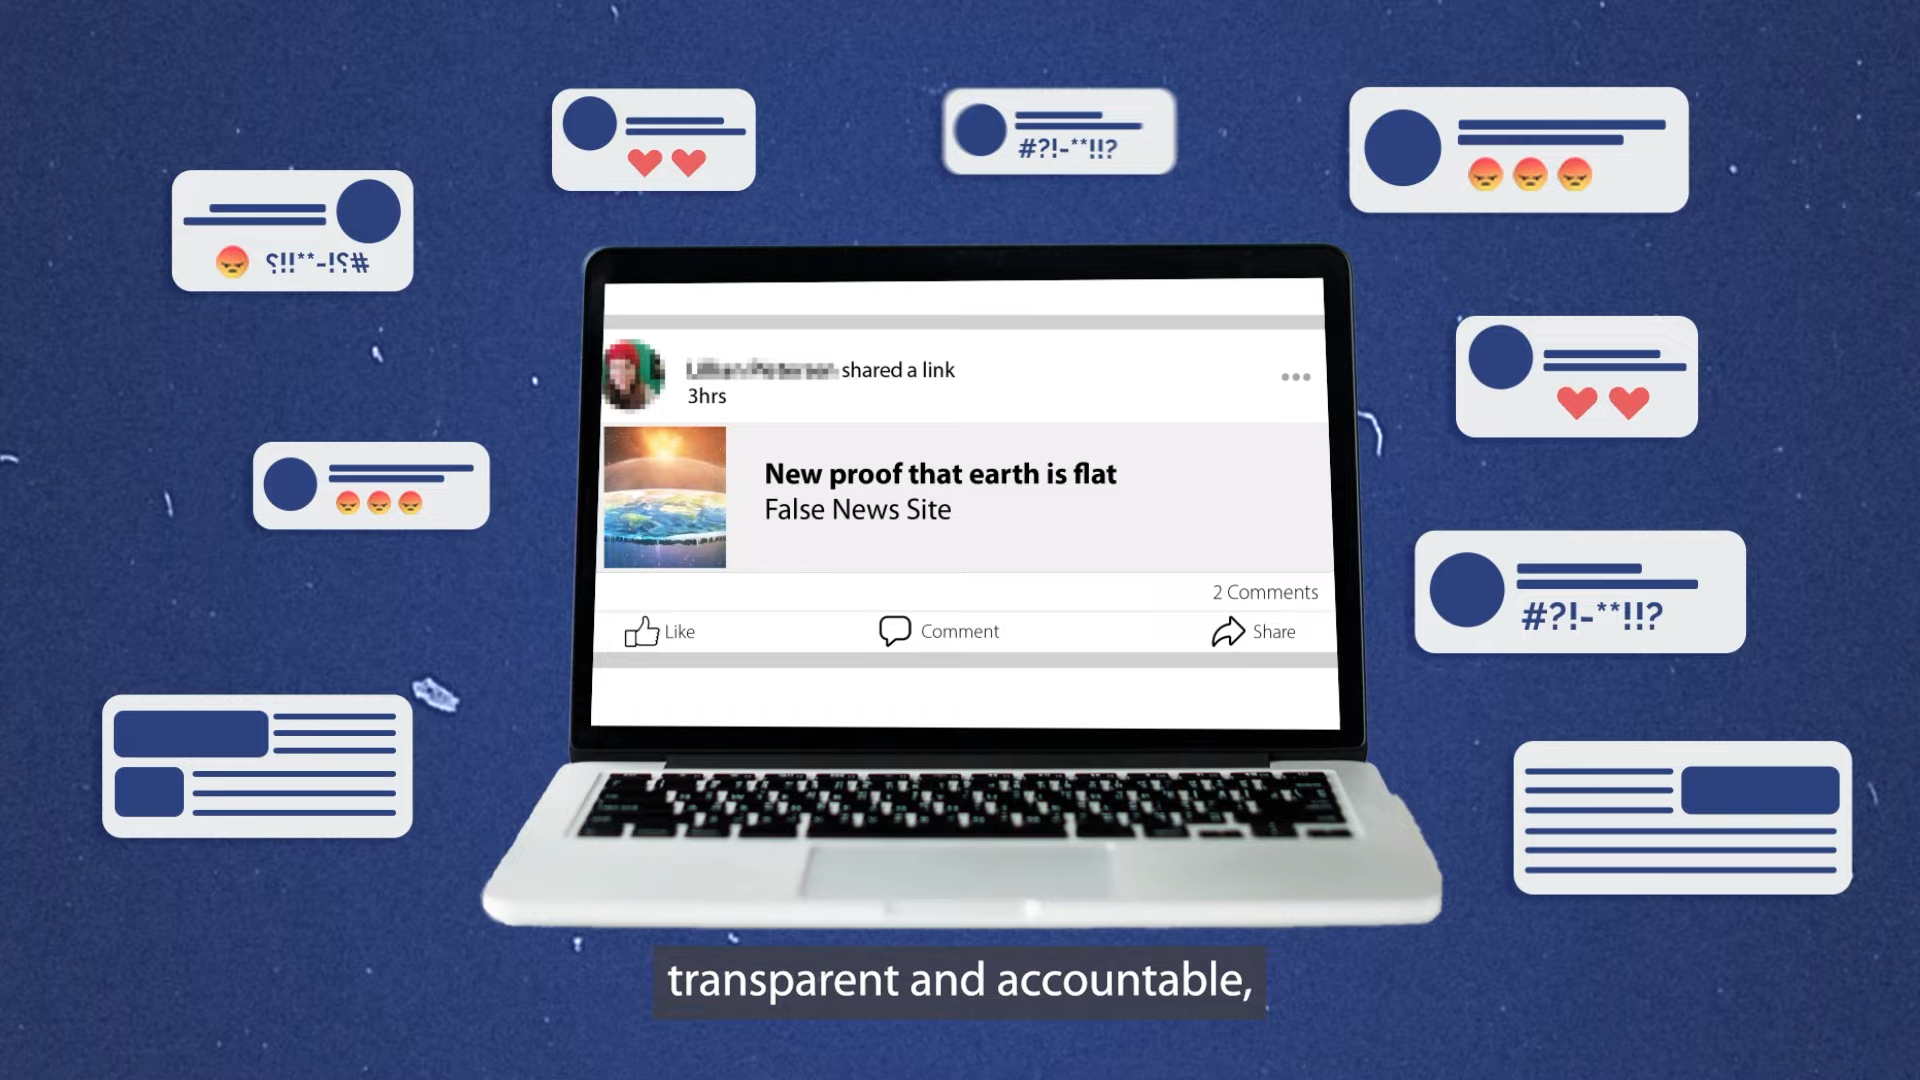 #?!-**!!?
#?!-**!!?
shared a link
3hrs
New proof that earth is flat
False News Site
2 Comments
Like
Comment
Share
#?!-**!!?
transparent and accountable,